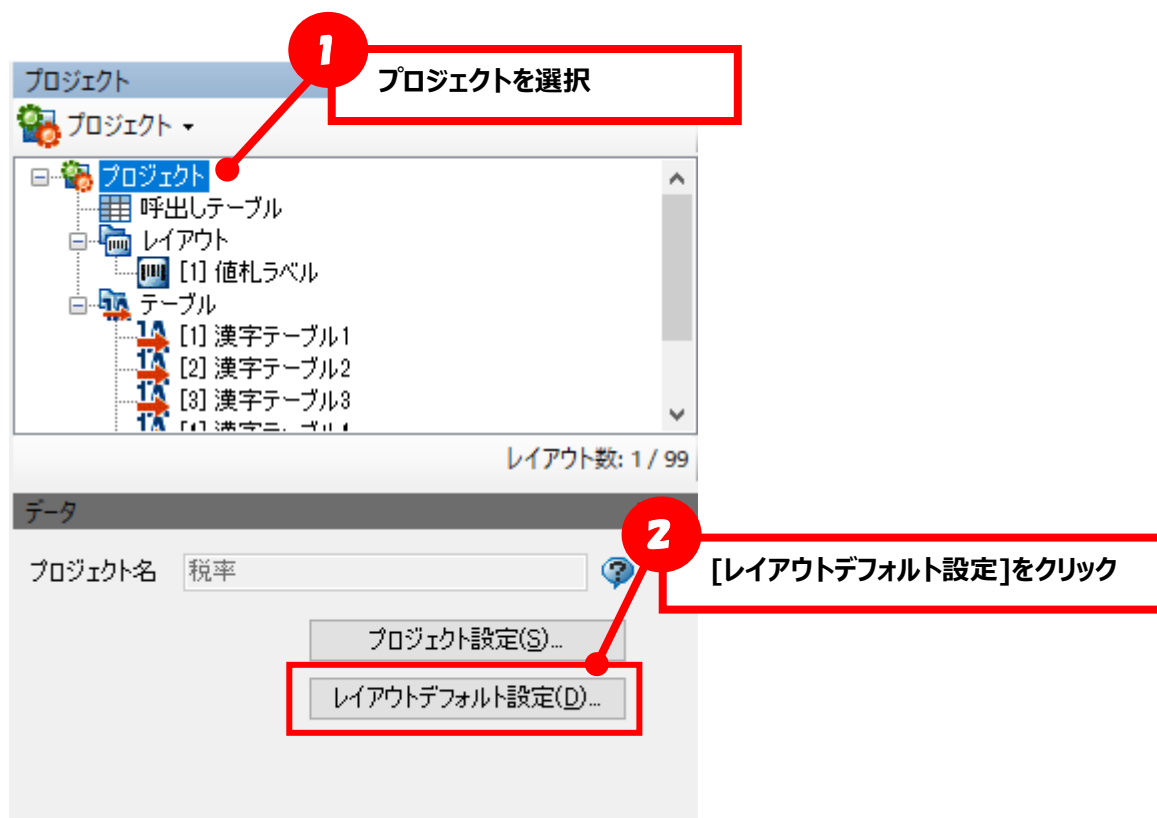 1
プロジェクトを選択
プロジェクト
プロジェクト
プロジェクト
呼出しテーブル
レイアウト
[1] 値札ラベル
テーブル
[1] 漢字テーブル1
[2] 漢字テーブル2
[3] 漢字テーブル3
レイアウト数: 1 / 99
データ
2
プロジェクト名 税率
[レイアウトデフォルト設定]をクリック
プロジェクト設定(S)...
レイアウトデフォルト設定(D)...